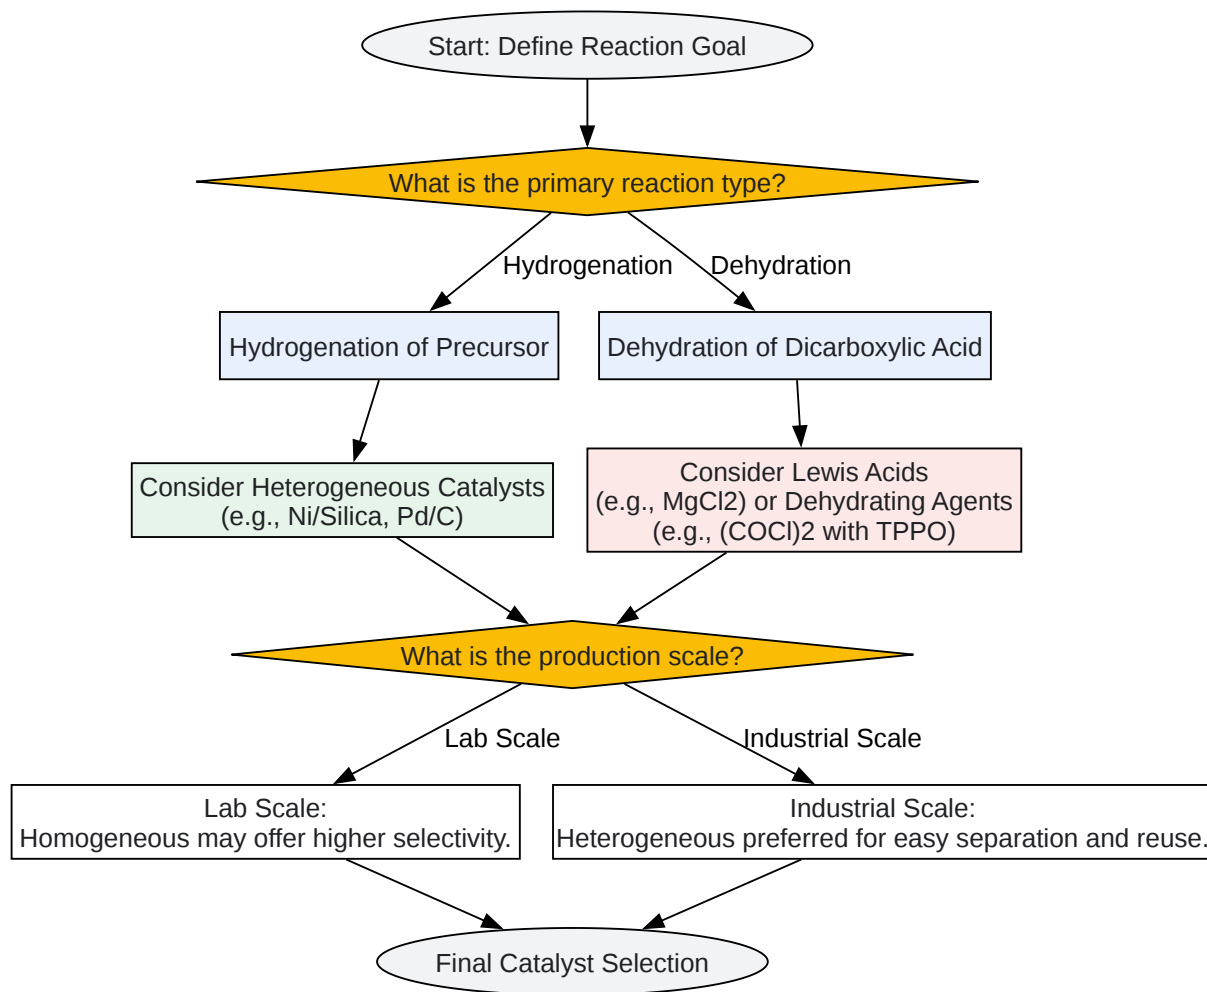 Start: Define Reaction Goal
What is the primary reaction type?
Hydrogenation
Dehydration
Hydrogenation of Precursor
Dehydration of Dicarboxylic Acid
Consider Heterogeneous Catalysts
(e.g., Ni/Silica, Pd/C)
Consider Lewis Acids
(e.g., MgCl2) or Dehydrating Agents
(e.g., (COCl)2 with TPPO)
What is the production scale?
Lab Scale
Industrial Scale
Lab Scale:
Homogeneous may offer higher selectivity.
Industrial Scale:
Heterogeneous preferred for easy separation and reuse.
Final Catalyst Selection